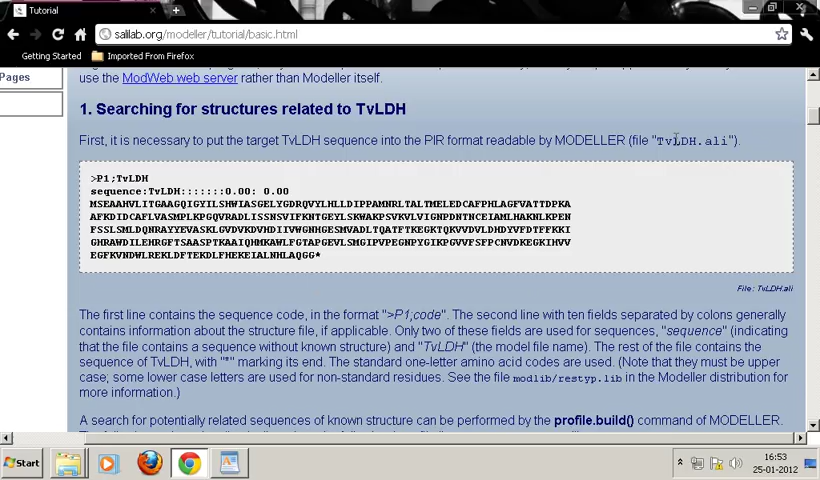 Tutorial
salilab.org/modeller/tutorial/basic.html
Getting Started
Imported From Firefox
Pages
use the ModWeb web server rather than Modeller itself.
1. Searching for structures related to TvLDH
First, it is necessary to put the target TvLDH sequence into the PIR format readable by MODELLER (file "TvLDH.ali").
>P1;TvLDH
sequence:TvLDH:::::::0.00: 0.00
MSEAAHVLITGAAGQIGYILSHWIASGELYGDRQVYLHLLDIPPAMNRLTALTMELEDCAFPHLAGFVATTDPKA
AFKDIDCAFLVASMPLKPGQVRADLISSNSVIFKNTGEYLSKWAKPSVKVLVIGNPDNTNCEIAMLHAKNLKPEN
FSSLSMLDQNRAYYEVASKLGVDVKDVHDIIVWGNHGESMVADLTQATFTKEGKTQKVVDVLDHDYVFDTFFKKI
GHRAWDILEHRGFTSAASPTKAAIQHMKAWLFGTAPGEVLSMGIPVPEGNPYGIKPGVVFSFPCNVDKEGKIHVV
EGFKVNDWLREKLDFTEKDLFHEKEIALNHLAQGG*
File: TvLDH.ali
The first line contains the sequence code, in the format ">P1;code". The second line with ten fields separated by colons generally
contains information about the structure file, if applicable. Only two of these fields are used for sequences, "sequence" (indicating
that the file contains a sequence without known structure) and "TvLDH" (the model file name). The rest of the file contains the
sequence of TvLDH, with "*" marking its end. The standard one-letter amino acid codes are used. (Note that they must be upper
case; some lower case letters are used for non-standard residues. See the file modlib/restyp.lib in the Modeller distribution for
more information.)
A search for potentially related sequences of known structure can be performed by the profile.build() command of MODELLER.
Start
16:53
25-01-2012